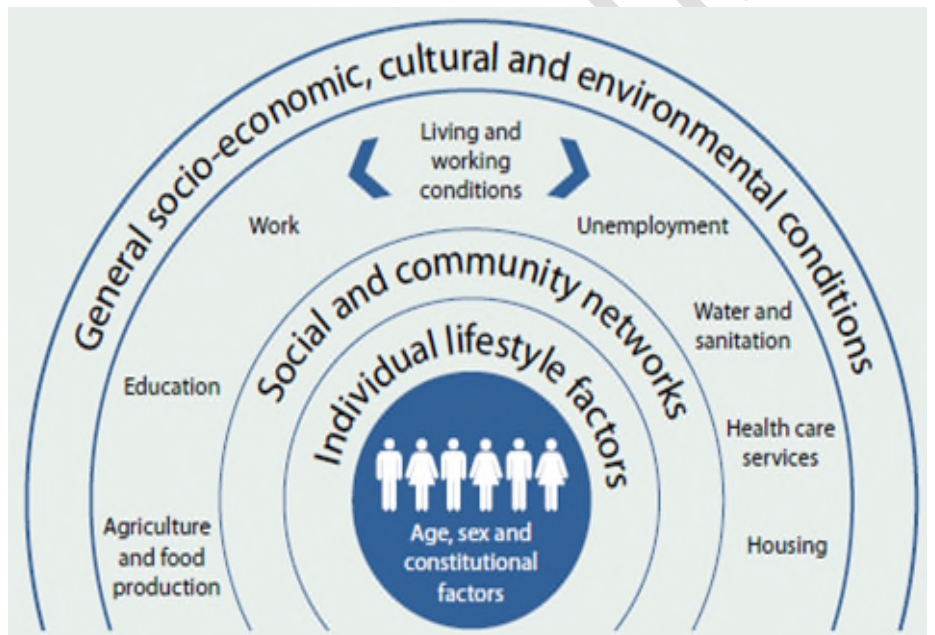 General socio-economic, cultural and environmental conditions
Living and
working
conditions
Work
Unemployment
Social and community networks
Water and
sanitation
Individual lifestyle factors
Education
Health care
services
Agriculture
and food
production
Housing
Age, sex and
constitutional
factors